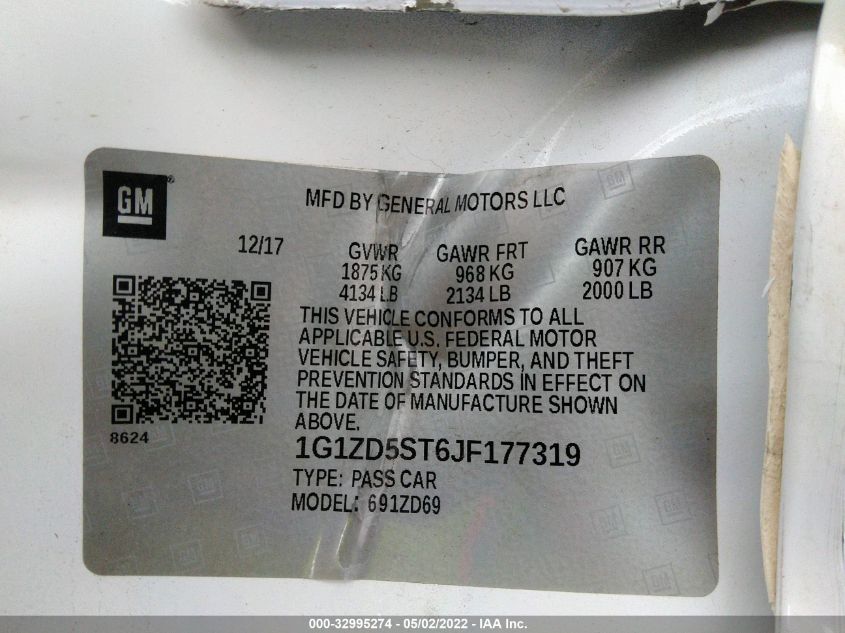 GM®
MFD BY GENERAL MOTORS LLC
12/17 GVWR GAWR FRT GAWR RR
1875 KG 968 KG 907 KG
4134 LB 2134 LB 2000 LB
THIS VEHICLE CONFORMS TO ALL
APPLICABLE U.S. FEDERAL MOTOR
VEHICLE SAFETY, BUMPER, AND THEFT
PREVENTION STANDARDS IN EFFECT ON
THE DATE OF MANUFACTURE SHOWN
ABOVE.
8624
1G1ZD5ST6JF177319
TYPE: PASS CAR
MODEL: 691ZD69
000-32995274 - 05/02/2022 - IAA Inc.